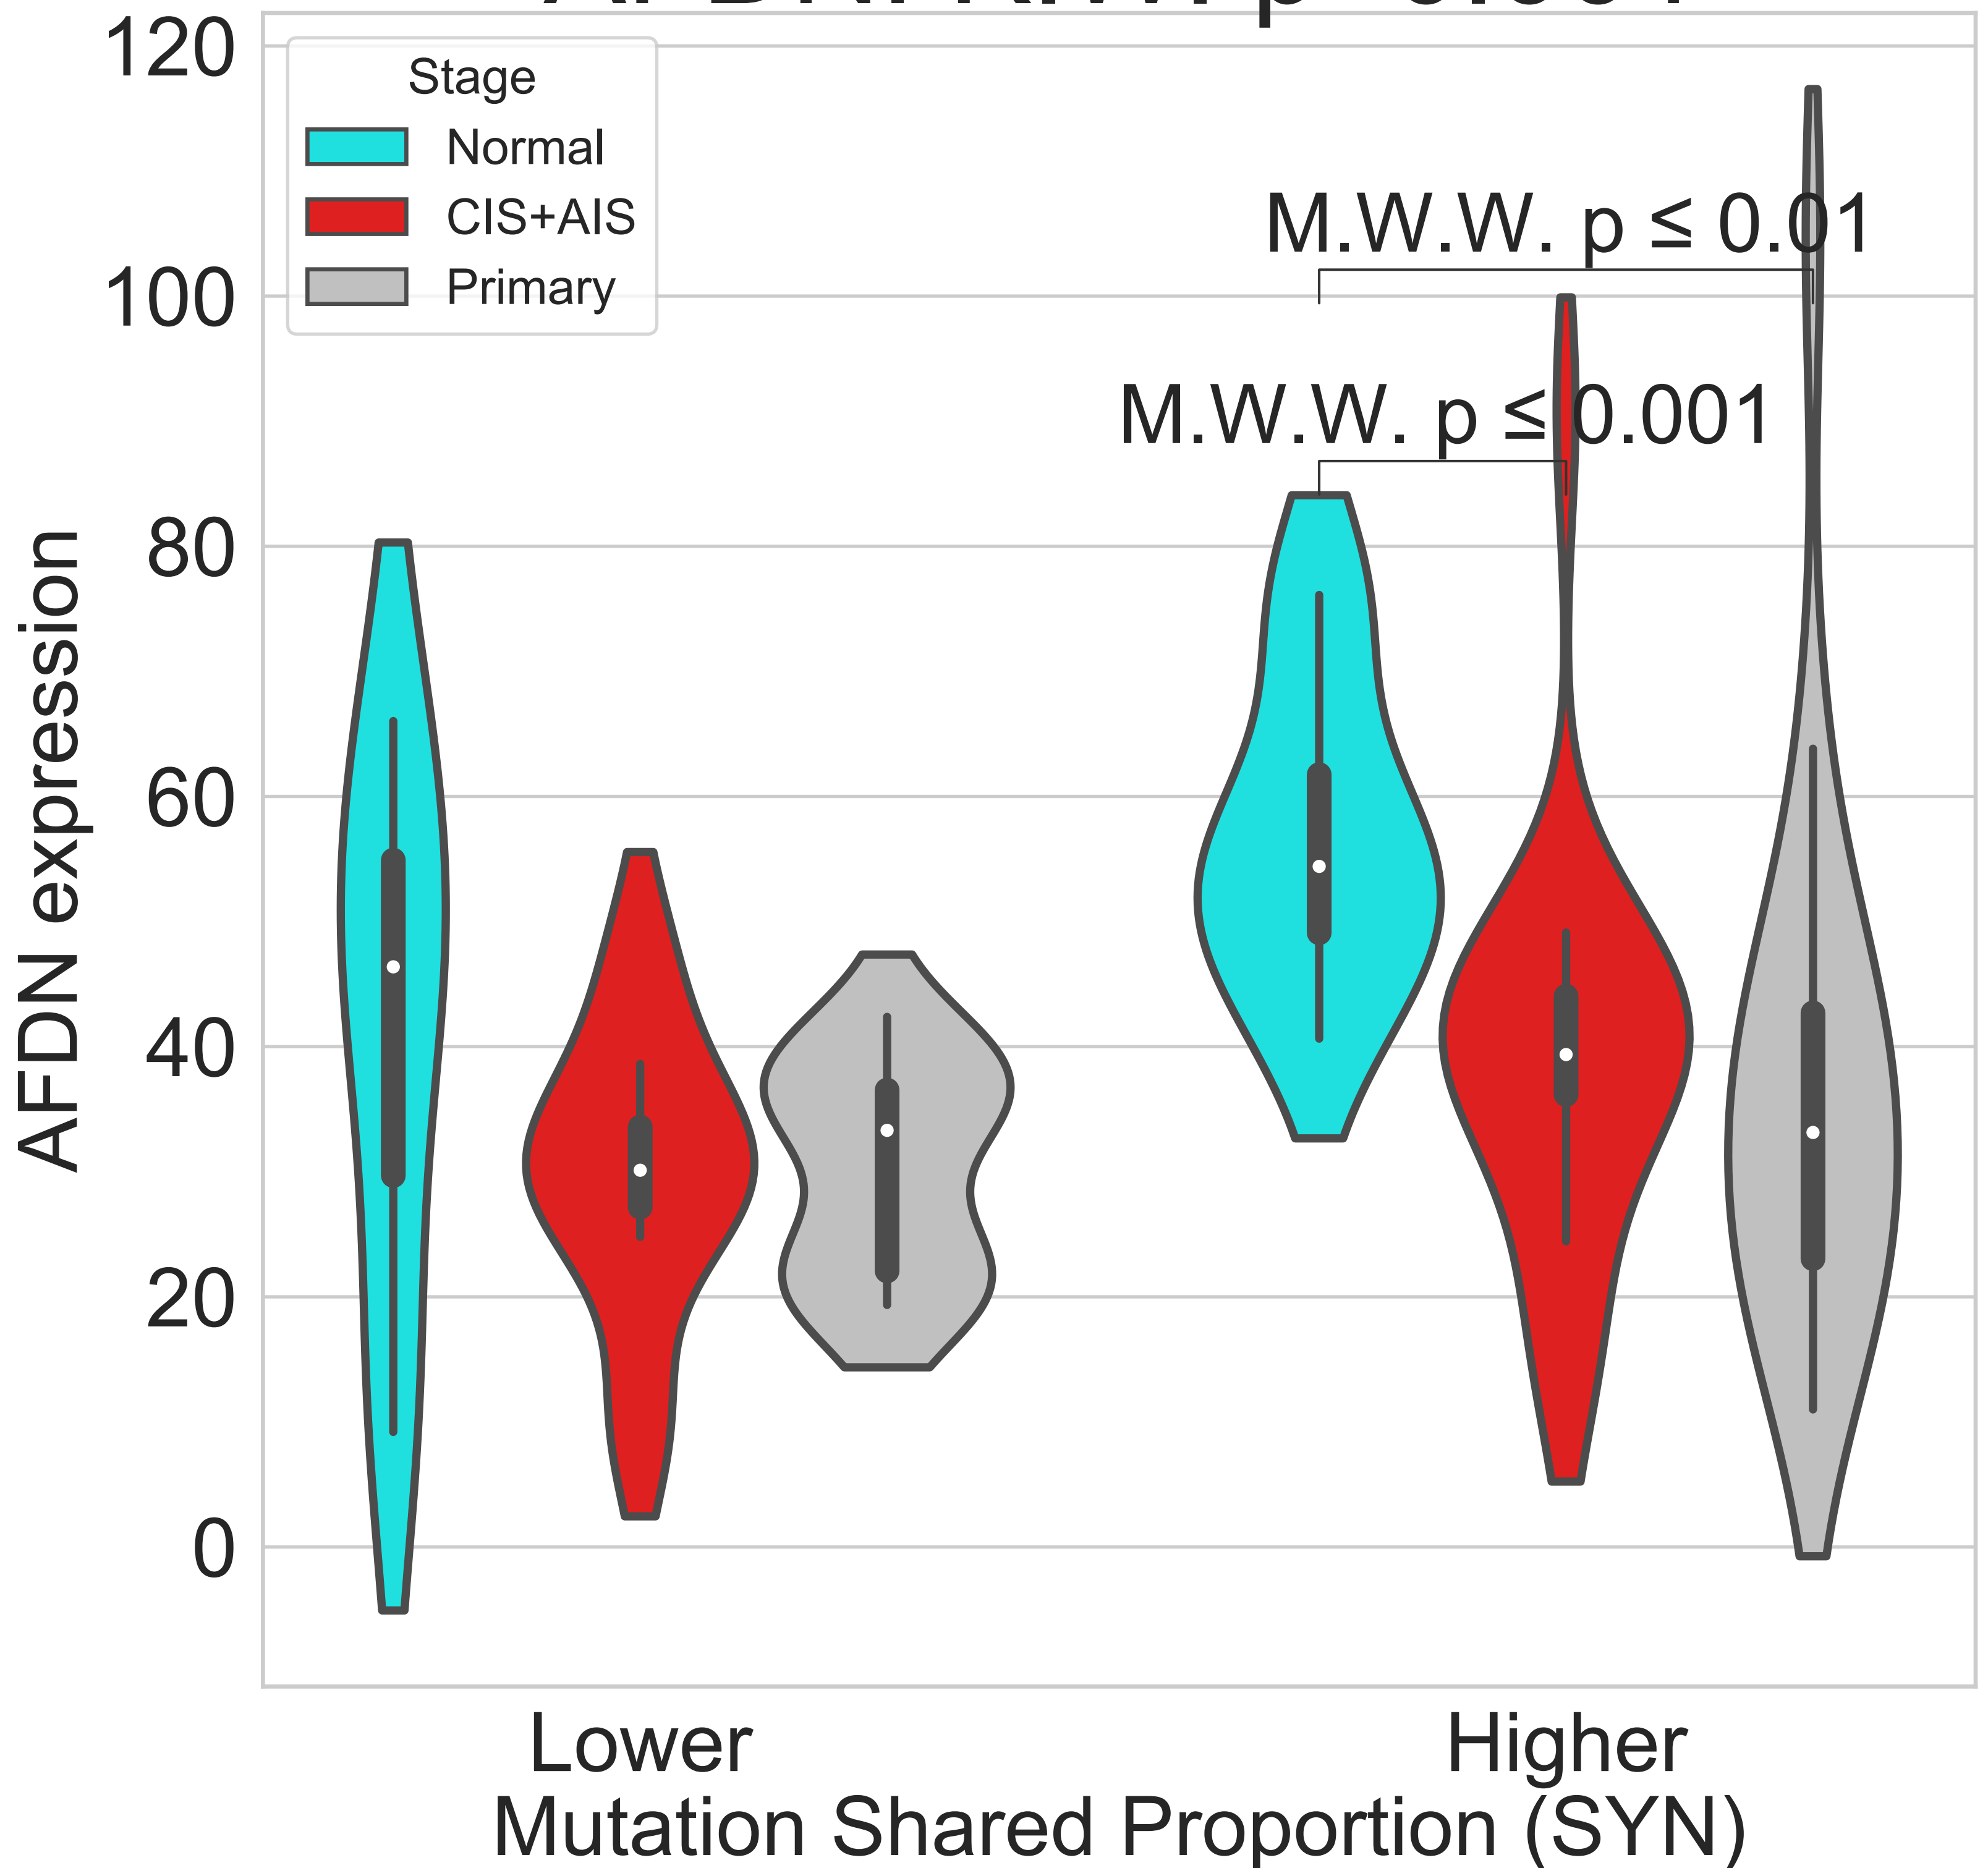 120
100
80
60
40
20
0
AFDN expression
Stage
Normal
CIS+AIS
Primary
M.W.W. p ≤ 0.01
M.W.W. p ≤ 0.001
Lower
Higher
Mutation Shared Proportion (SYN)